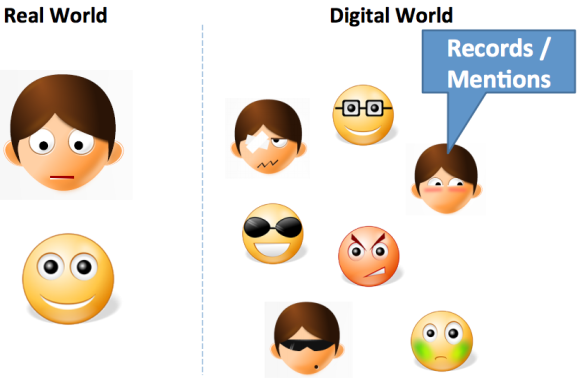 Real World
Digital World
Records /
Mentions